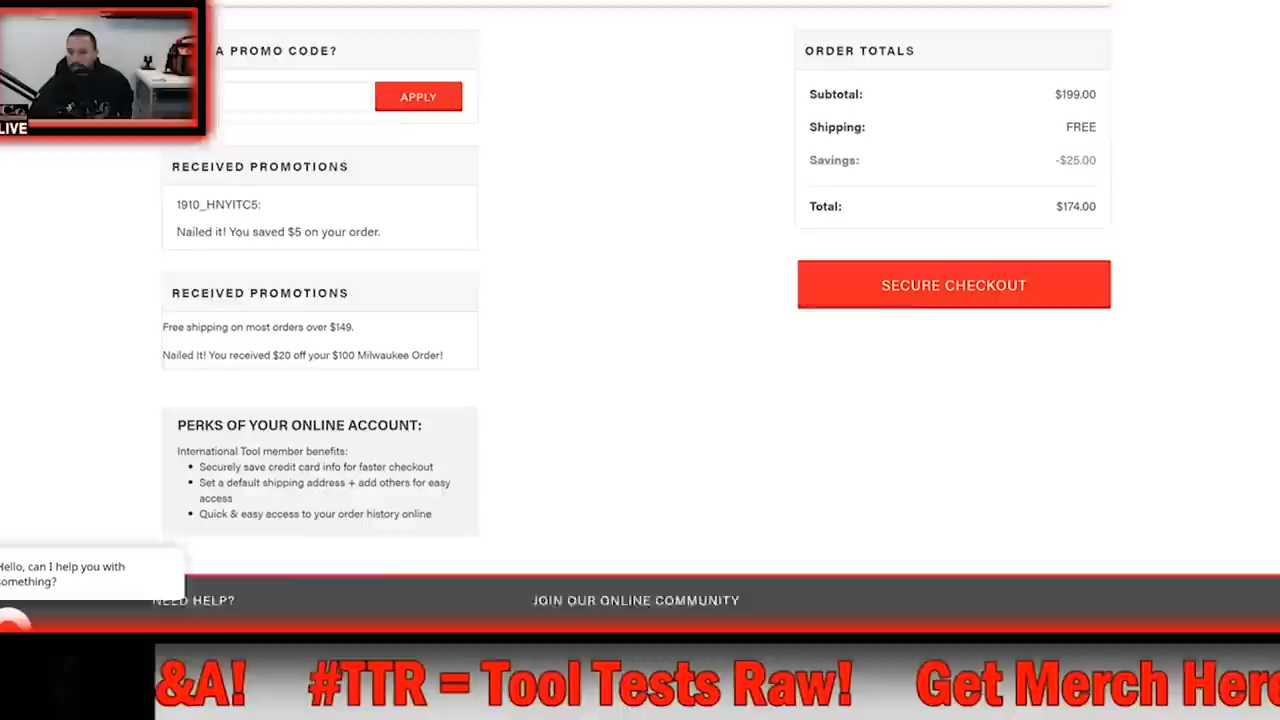 LIVE
A PROMO CODE?
APPLY
RECEIVED PROMOTIONS
1910_HNYITC5:
Nailed it! You saved $5 on your order.
RECEIVED PROMOTIONS
Free shipping on most orders over $149.
Nailed It! You received $20 off your $100 Milwaukee Order!
PERKS OF YOUR ONLINE ACCOUNT:
International Tool member benefits:
• Securely save credit card info for faster checkout
• Set a default shipping address + add others for easy
access
• Quick & easy access to your order history online
ORDER TOTALS
Subtotal: $199.00
Shipping: FREE
Savings: -$25.00
Total: $174.00
SECURE CHECKOUT
Hello, can I help you with
something?
NEED HELP?
JOIN OUR ONLINE COMMUNITY
&A! #TTR = Tool Tests Raw! Get Merch Here